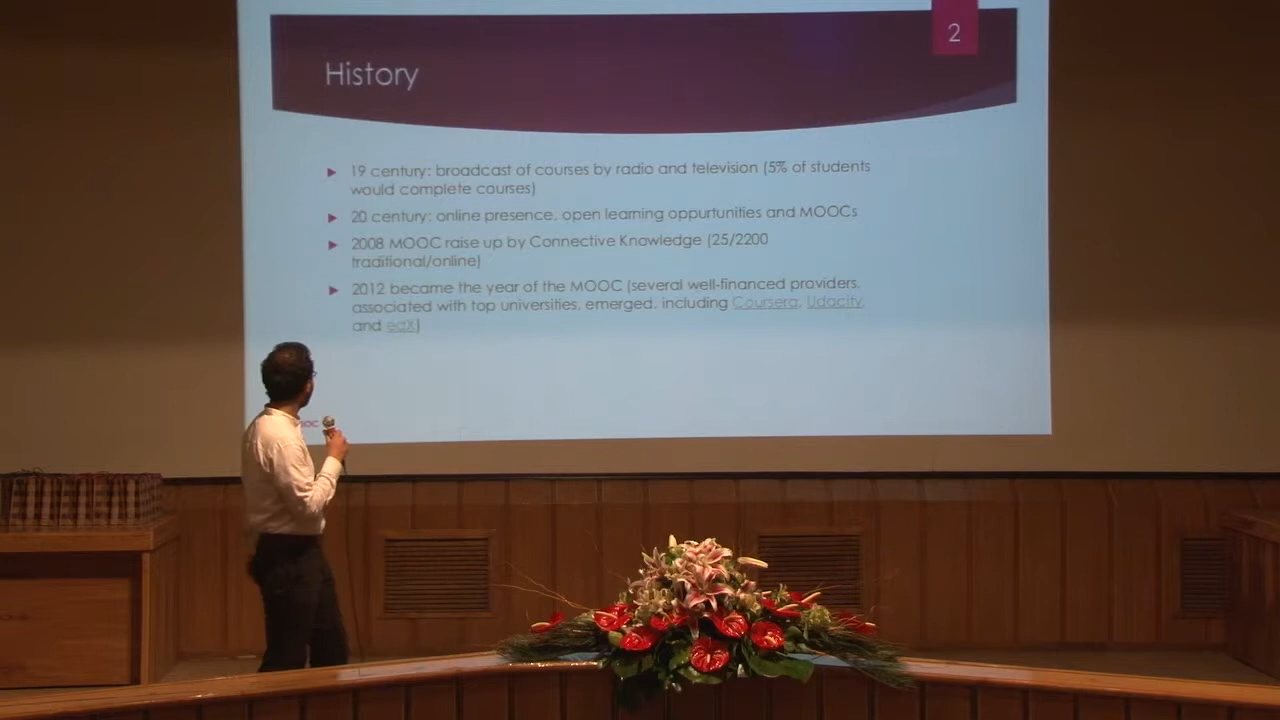 2
History
19 century: broadcast of courses by radio and television (5% of students
would complete courses)
20 century: online presence, open learning oppurtunities and MOOCs
2008 MOOC raise up by Connective Knowledge (25/2200
traditional/online)
2012 became the year of the MOOC (several well-financed providers,
associated with top universities, emerged, including Coursera, Udacity,
and edX)